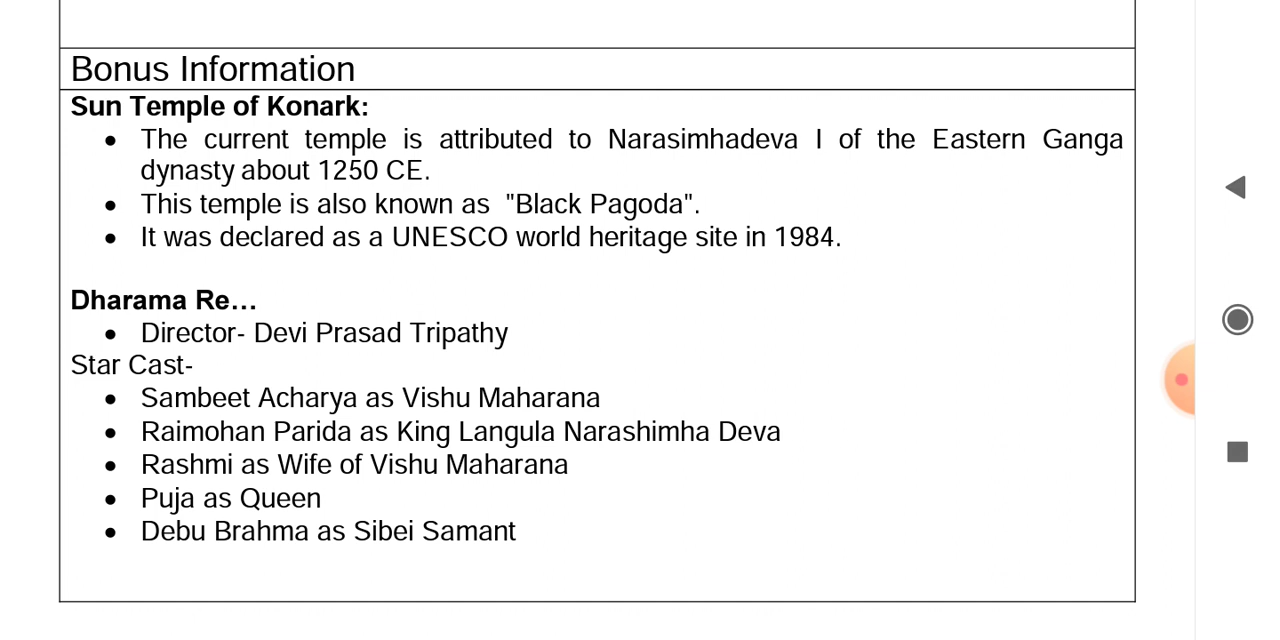 Bonus Information
Sun Temple of Konark:
• The current temple is attributed to Narasimhadeva I of the Eastern Ganga
dynasty about 1250 CE.
• This temple is also known as "Black Pagoda".
• It was declared as a UNESCO world heritage site in 1984.
Dharama Re...
• Director- Devi Prasad Tripathy
Star Cast-
• Sambeet Acharya as Vishu Maharana
• Raimohan Parida as King Langula Narashimha Deva
• Rashmi as Wife of Vishu Maharana
• Puja as Queen
• Debu Brahma as Sibei Samant